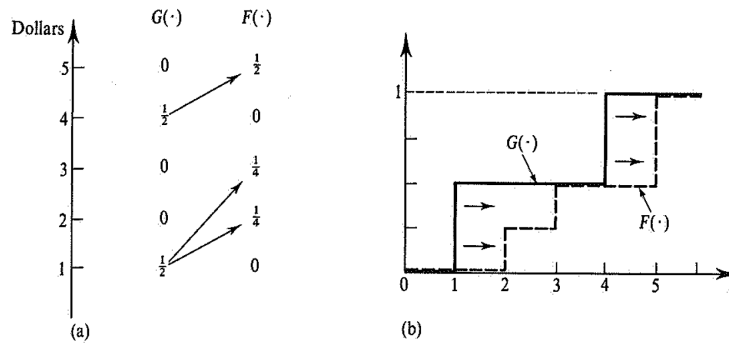 Dollars G(·) F(·)
5 0 1/2
4 1/2 0
3 0 1/4
2 0 1/4
1 1/2 0
(a)
1
G(·)
F(·)
0 1 2 3 4 5
(b)